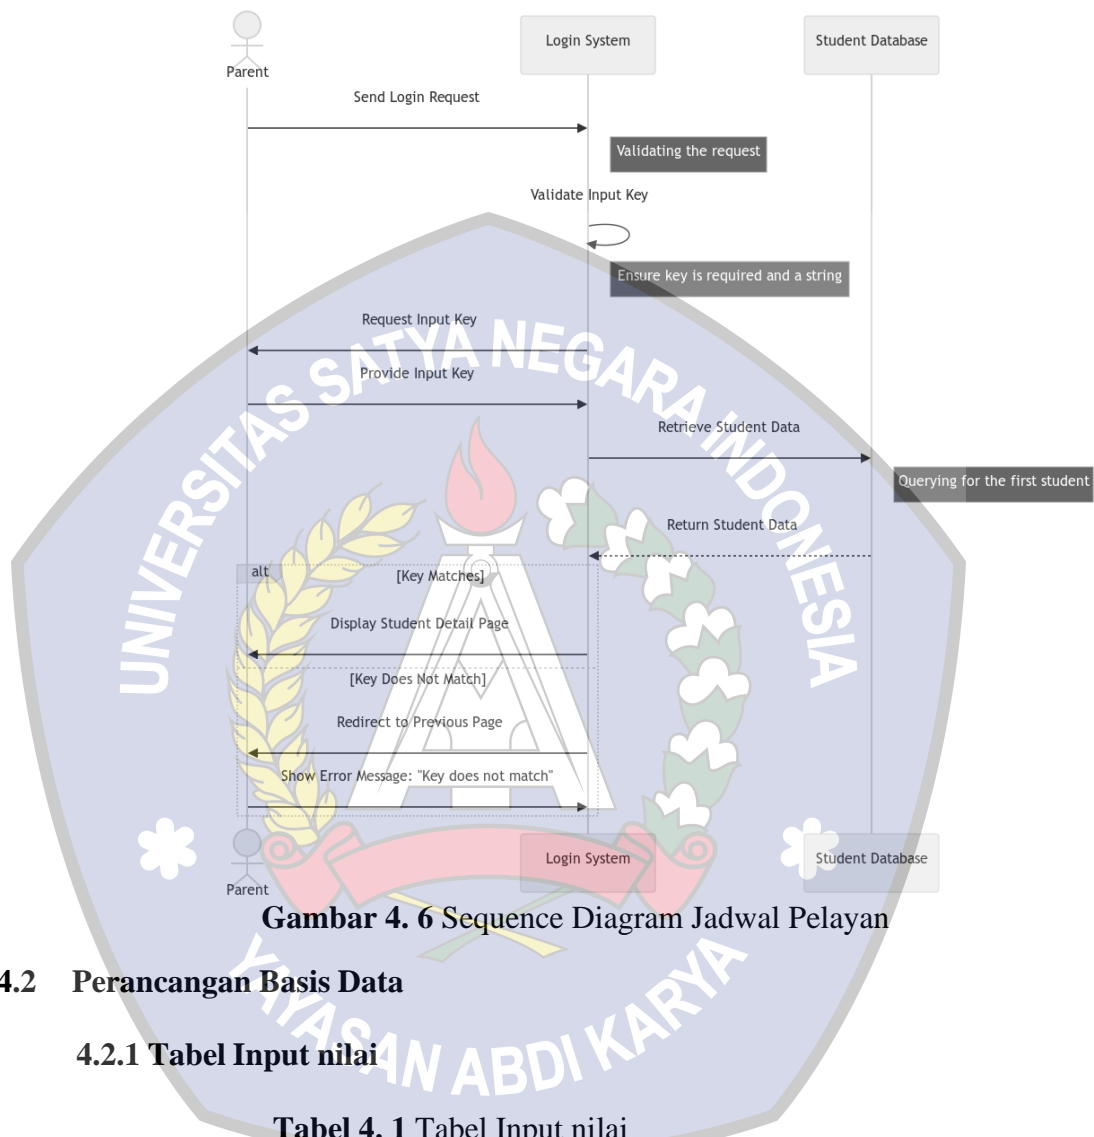 Parent
Login System
Student Database
Send Login Request
Validating the request
Validate Input Key
Ensure key is required and a string
Request Input Key
Provide Input Key
Retrieve Student Data
Querying for the first student
Return Student Data
alt
[Key Matches]
Display Student Detail Page
[Key Does Not Match]
Redirect to Previous Page
Show Error Message: "Key does not match"
Parent
Login System
Student Database
Gambar 4. 6 Sequence Diagram Jadwal Pelayan
4.2 Perancangan Basis Data
4.2.1 Tabel Input nilai
Tabel 4. 1 Tabel Input nilai
UNIVERSITAS SATYA NEGARA INDONESIA
YAYASAN ABDI KARYA